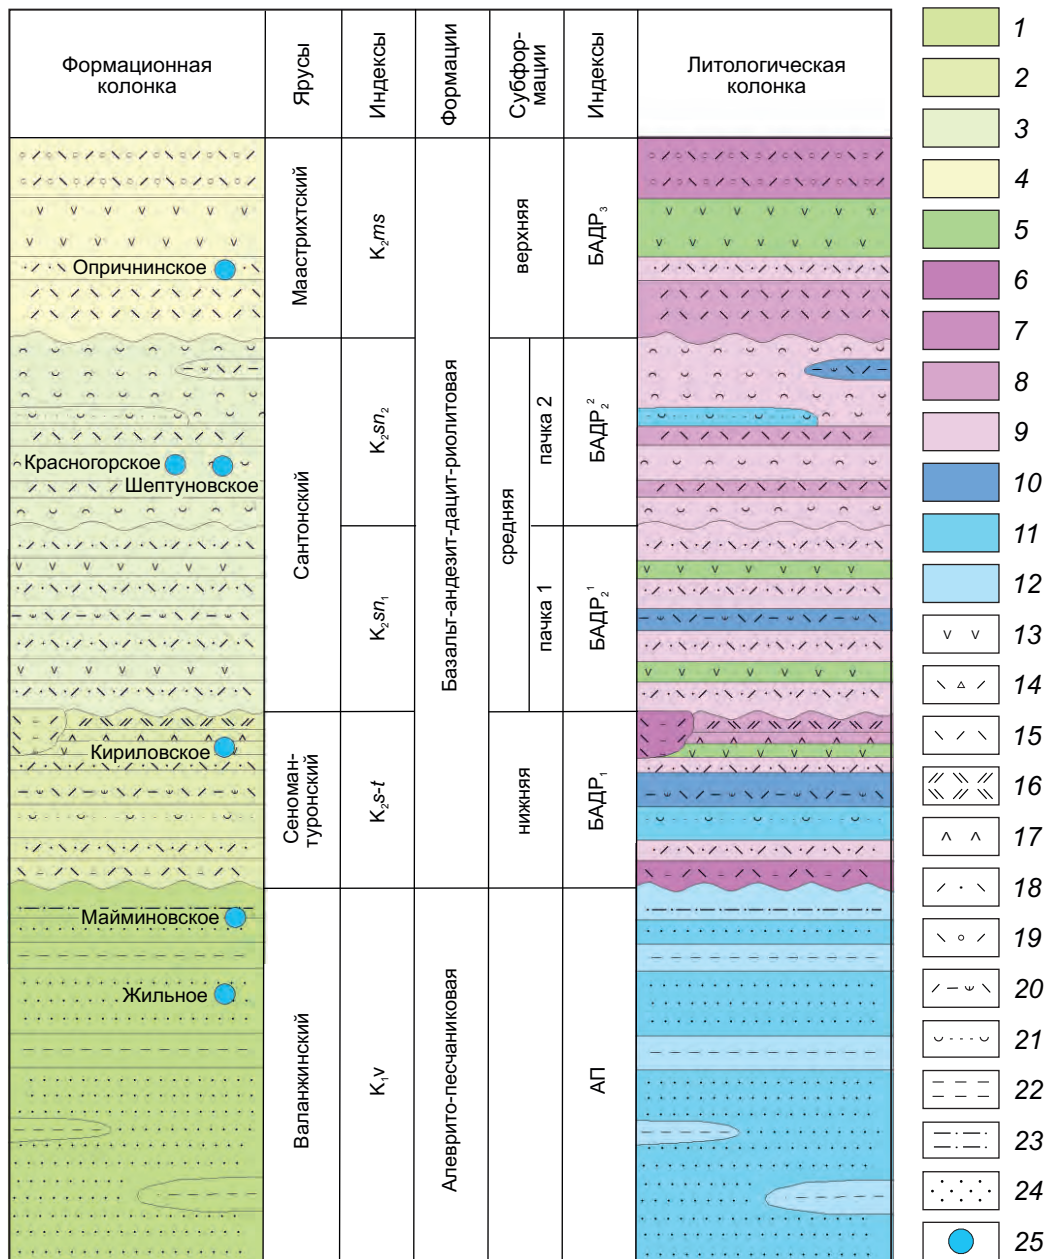 Формационная
колонка
Ярусы
Индексы
Формации
Субфор-
мации
Индексы
Литологическая
колонка
Опричнинское
Маастрихтский
K₂ms
верхняя
БАДР₃
Красногорское
Шептуновское
Сантонский
K₂sn₂
K₂sn₁
Базальт-андезит-дацит-риолитовая
средняя
пачка 2
пачка 1
БАДР₂²
БАДР₂¹
Кириловское
Сеноман-
туронский
K₂s-t
нижняя
БАДР₁
Майминовское
Жильное
Валанжинский
K₁v
Алеврито-песчаниковая
АП
1
2
3
4
5
6
7
8
9
10
11
12
13
14
15
16
17
18
19
20
21
22
23
24
25